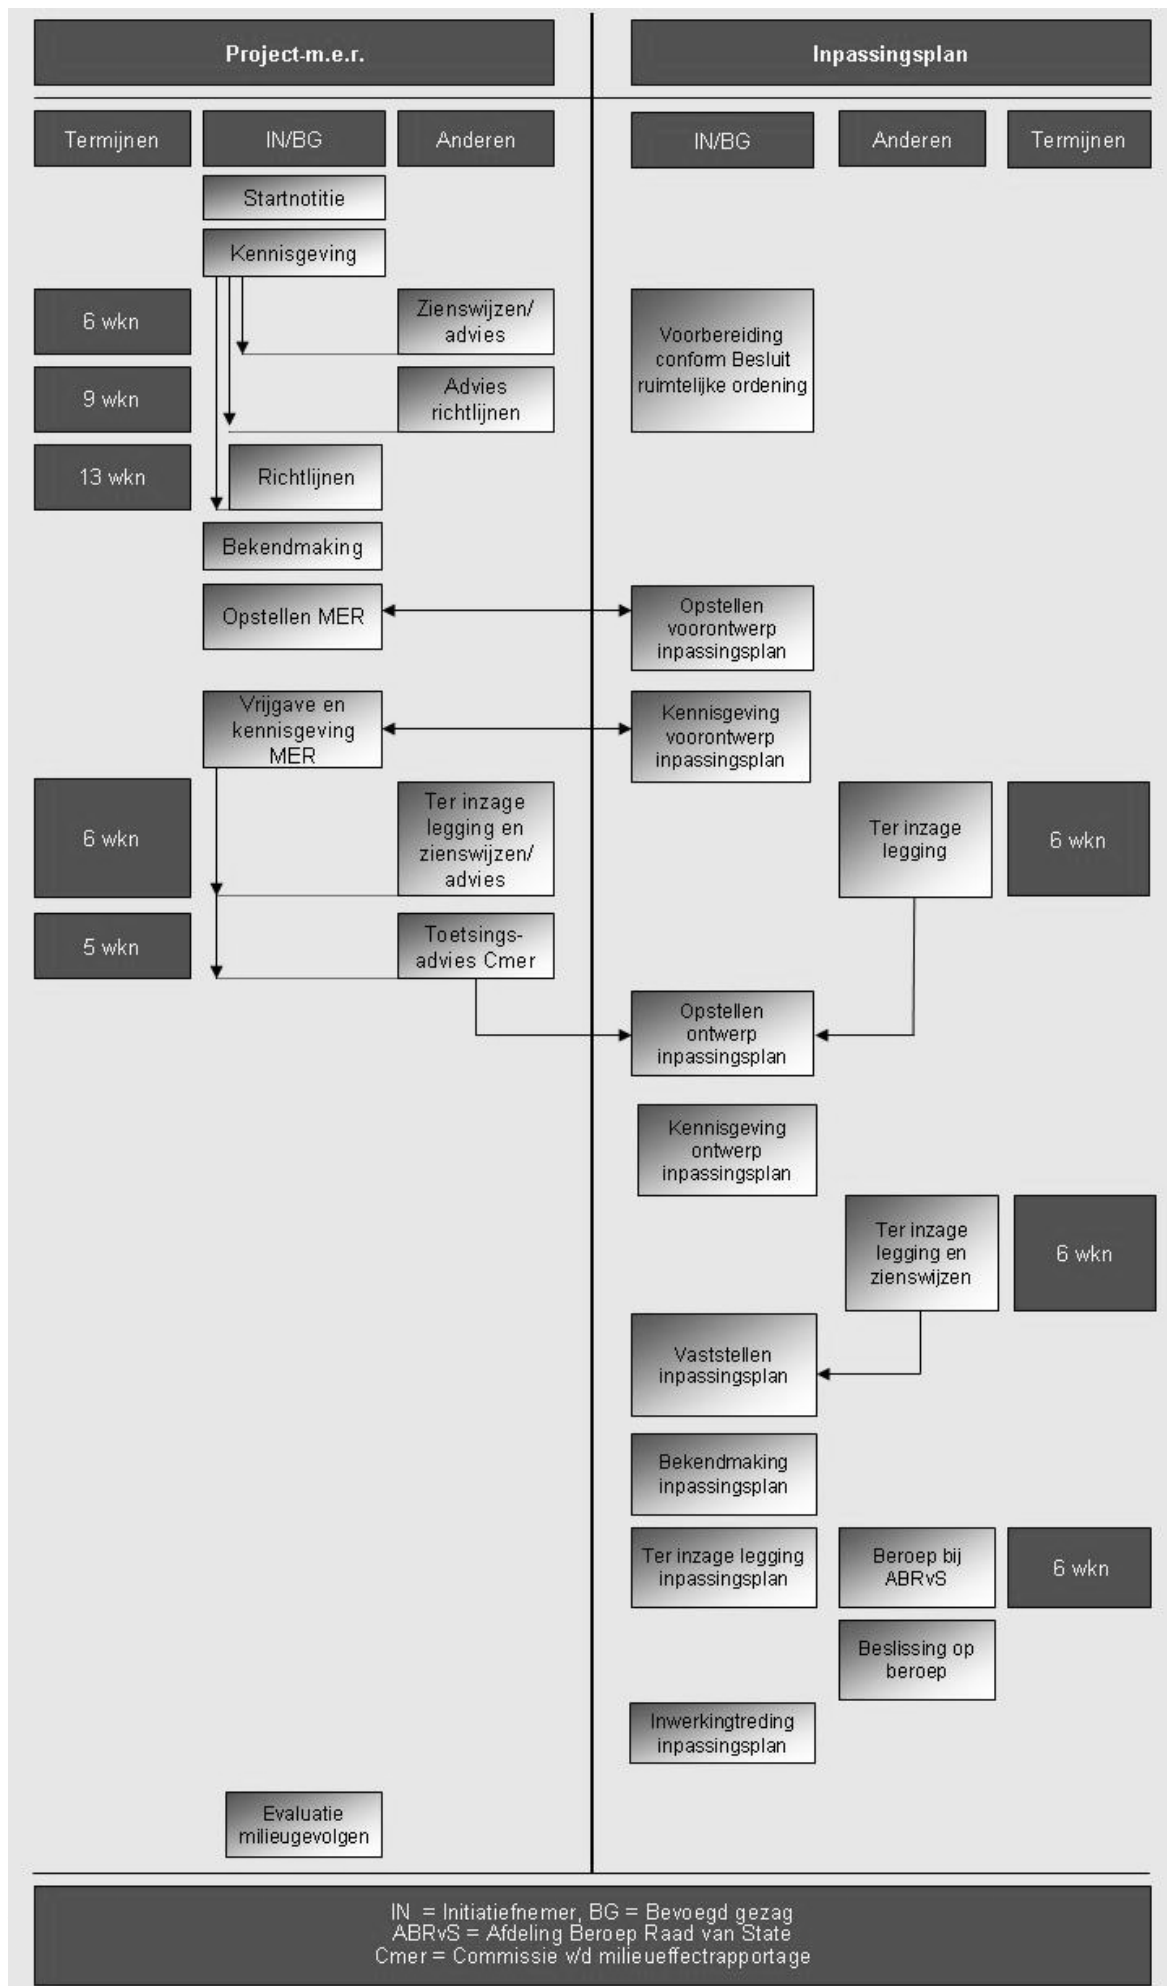 Project-m.e.r.
Inpassingsplan
Termijnen
IN/BG
Anderen
IN/BG
Anderen
Termijnen
Startnotitie
Kennisgeving
6 wkn
Zienswijzen/
advies
Voorbereiding
conform Besluit
ruimtelijke ordening
9 wkn
Advies
richtlijnen
13 wkn
Richtlijnen
Bekendmaking
Opstellen MER
Opstellen
voorontwerp
inpassingsplan
Vrijgave en
kennisgeving
MER
Kennisgeving
voorontwerp
inpassingsplan
6 wkn
Ter inzage
legging en
zienswijzen/
advies
Ter inzage
legging
6 wkn
5 wkn
Toetsings-
advies Cmer
Opstellen
ontwerp
inpassingsplan
Kennisgeving
ontwerp
inpassingsplan
Ter inzage
legging en
zienswijzen
6 wkn
Vaststellen
inpassingsplan
Bekendmaking
inpassingsplan
Ter inzage legging
inpassingsplan
Beroep bij
ABRvS
6 wkn
Beslissing op
beroep
Inwerkingtreding
inpassingsplan
Evaluatie
milieugevolgen
IN = Initiatiefnemer, BG = Bevoegd gezag
ABRvS = Afdeling Beroep Raad van State
Cmer = Commissie v/d milieueffectrapportage